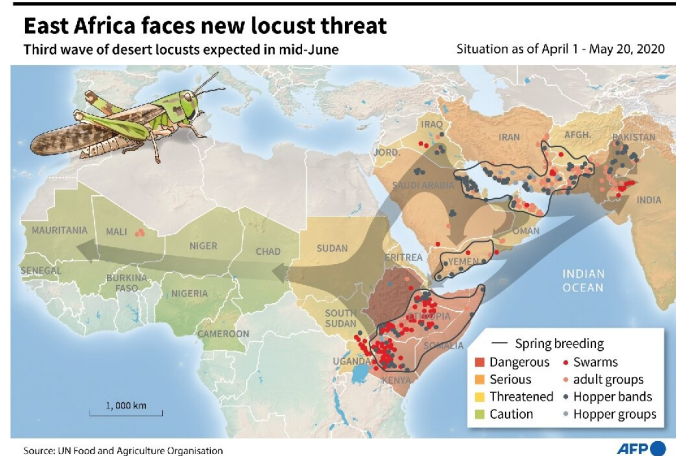 East Africa faces new locust threat
Third wave of desert locusts expected in mid-June
Situation as of April 1 - May 20, 2020
IRAQ
IRAN
AFGH.
PAKISTAN
JORD.
SAUDI ARABIA
INDIA
MAURITANIA
MALI
NIGER
CHAD
SUDAN
ERITREA
YEMEN
OMAN
SENEGAL
BURKINA
FASO
NIGERIA
CAMEROON
SOUTH
SUDAN
ETHIOPIA
SOMALIA
UGANDA
KENYA
INDIAN
OCEAN
1, 000 km
Spring breeding
Dangerous
Serious
Threatened
Caution
Swarms
adult groups
Hopper bands
Hopper groups
Source: UN Food and Agriculture Organisation
AFP